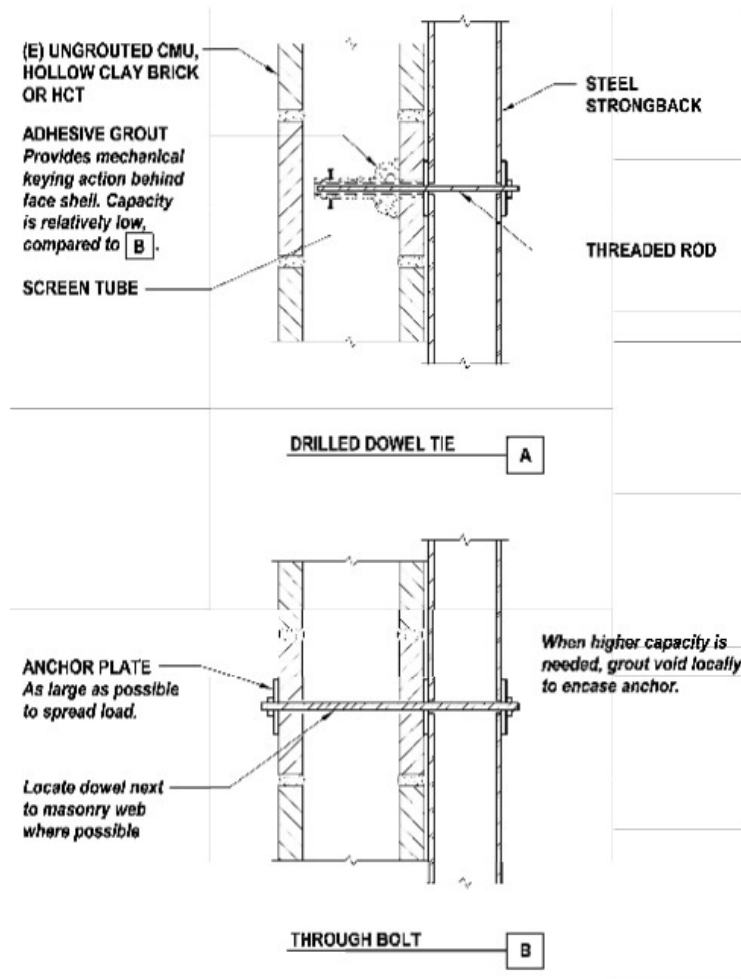 (E) UNGROUTED CMU,
HOLLOW CLAY BRICK
OR HCT
STEEL
STRONGBACK
ADHESIVE GROUT
Provides mechanical
keying action behind
face shell. Capacity
is relatively low,
compared to B .
THREADED ROD
SCREEN TUBE
DRILLED DOWEL TIE A
When higher capacity is
needed, grout void locally
to encase anchor.
ANCHOR PLATE
As large as possible
to spread load.
Locate dowel next
to masonry web
where possible
THROUGH BOLT B